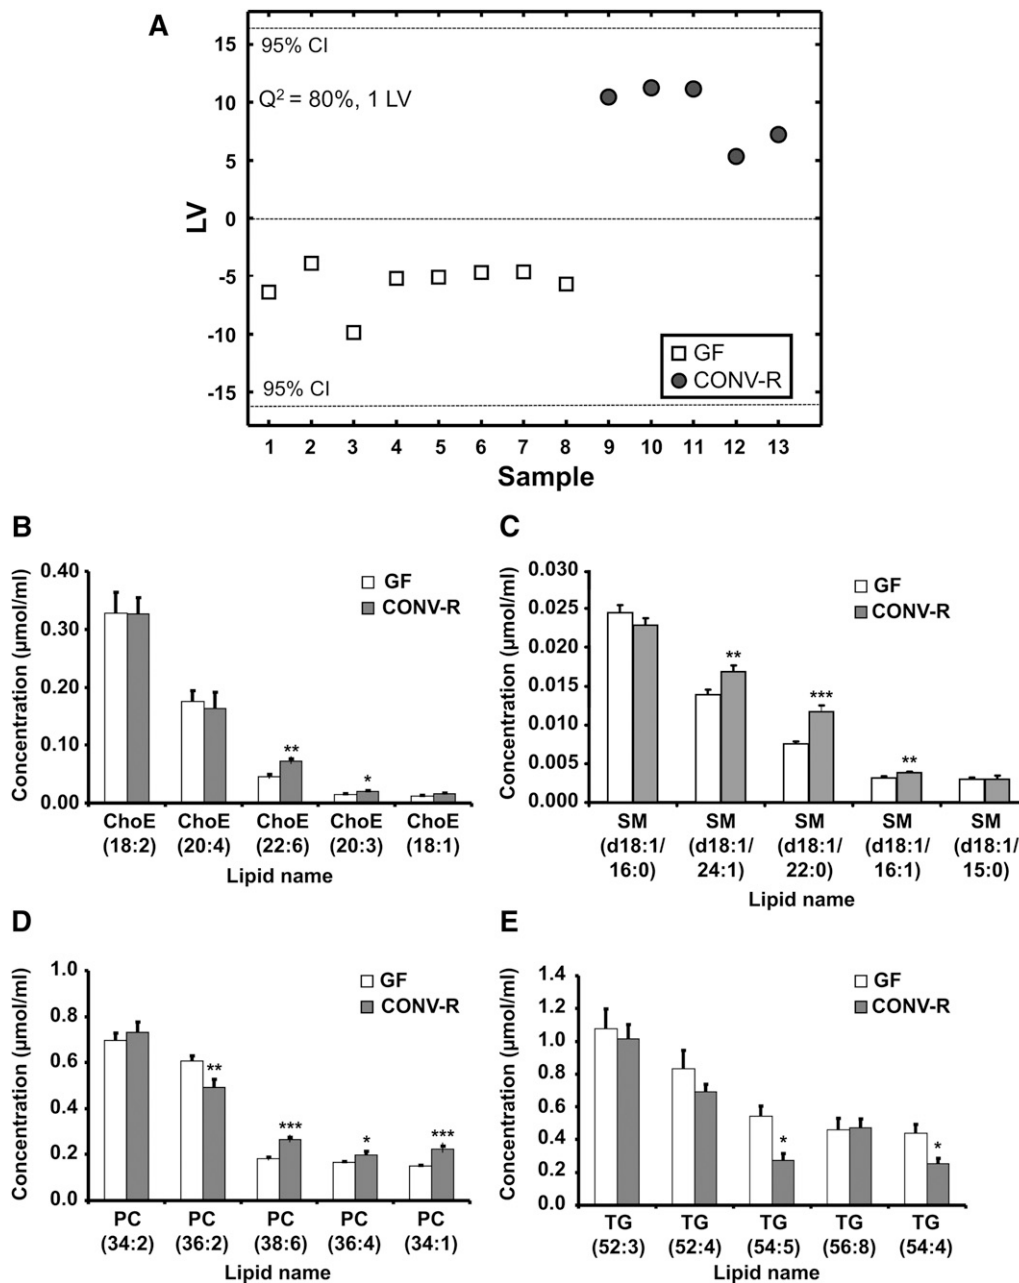 A
95% CI
Q² = 80%, 1 LV
15
10
5
0
-5
-10
-15
LV
95% CI
GF
CONV-R
1 2 3 4 5 6 7 8 9 10 11 12 13
Sample
B
Concentration (µmol/ml)
0.40
0.30
0.20
0.10
0.00
GF
CONV-R
**
*
ChoE ChoE ChoE ChoE ChoE
(18:2) (20:4) (22:6) (20:3) (18:1)
Lipid name
C
Concentration (µmol/ml)
0.030
0.025
0.020
0.015
0.010
0.005
0.000
GF
CONV-R
**
***
**
SM SM SM SM SM
(d18:1/ (d18:1/ (d18:1/ (d18:1/ (d18:1/
16:0) 24:1) 22:0) 16:1) 15:0)
Lipid name
D
Concentration (µmol/ml)
1.0
0.8
0.6
0.4
0.2
0.0
GF
CONV-R
**
***
*
***
PC PC PC PC PC
(34:2) (36:2) (38:6) (36:4) (34:1)
Lipid name
E
Concentration (µmol/ml)
1.4
1.2
1.0
0.8
0.6
0.4
0.2
0.0
GF
CONV-R
*
*
TG TG TG TG TG
(52:3) (52:4) (54:5) (56:8) (54:4)
Lipid name